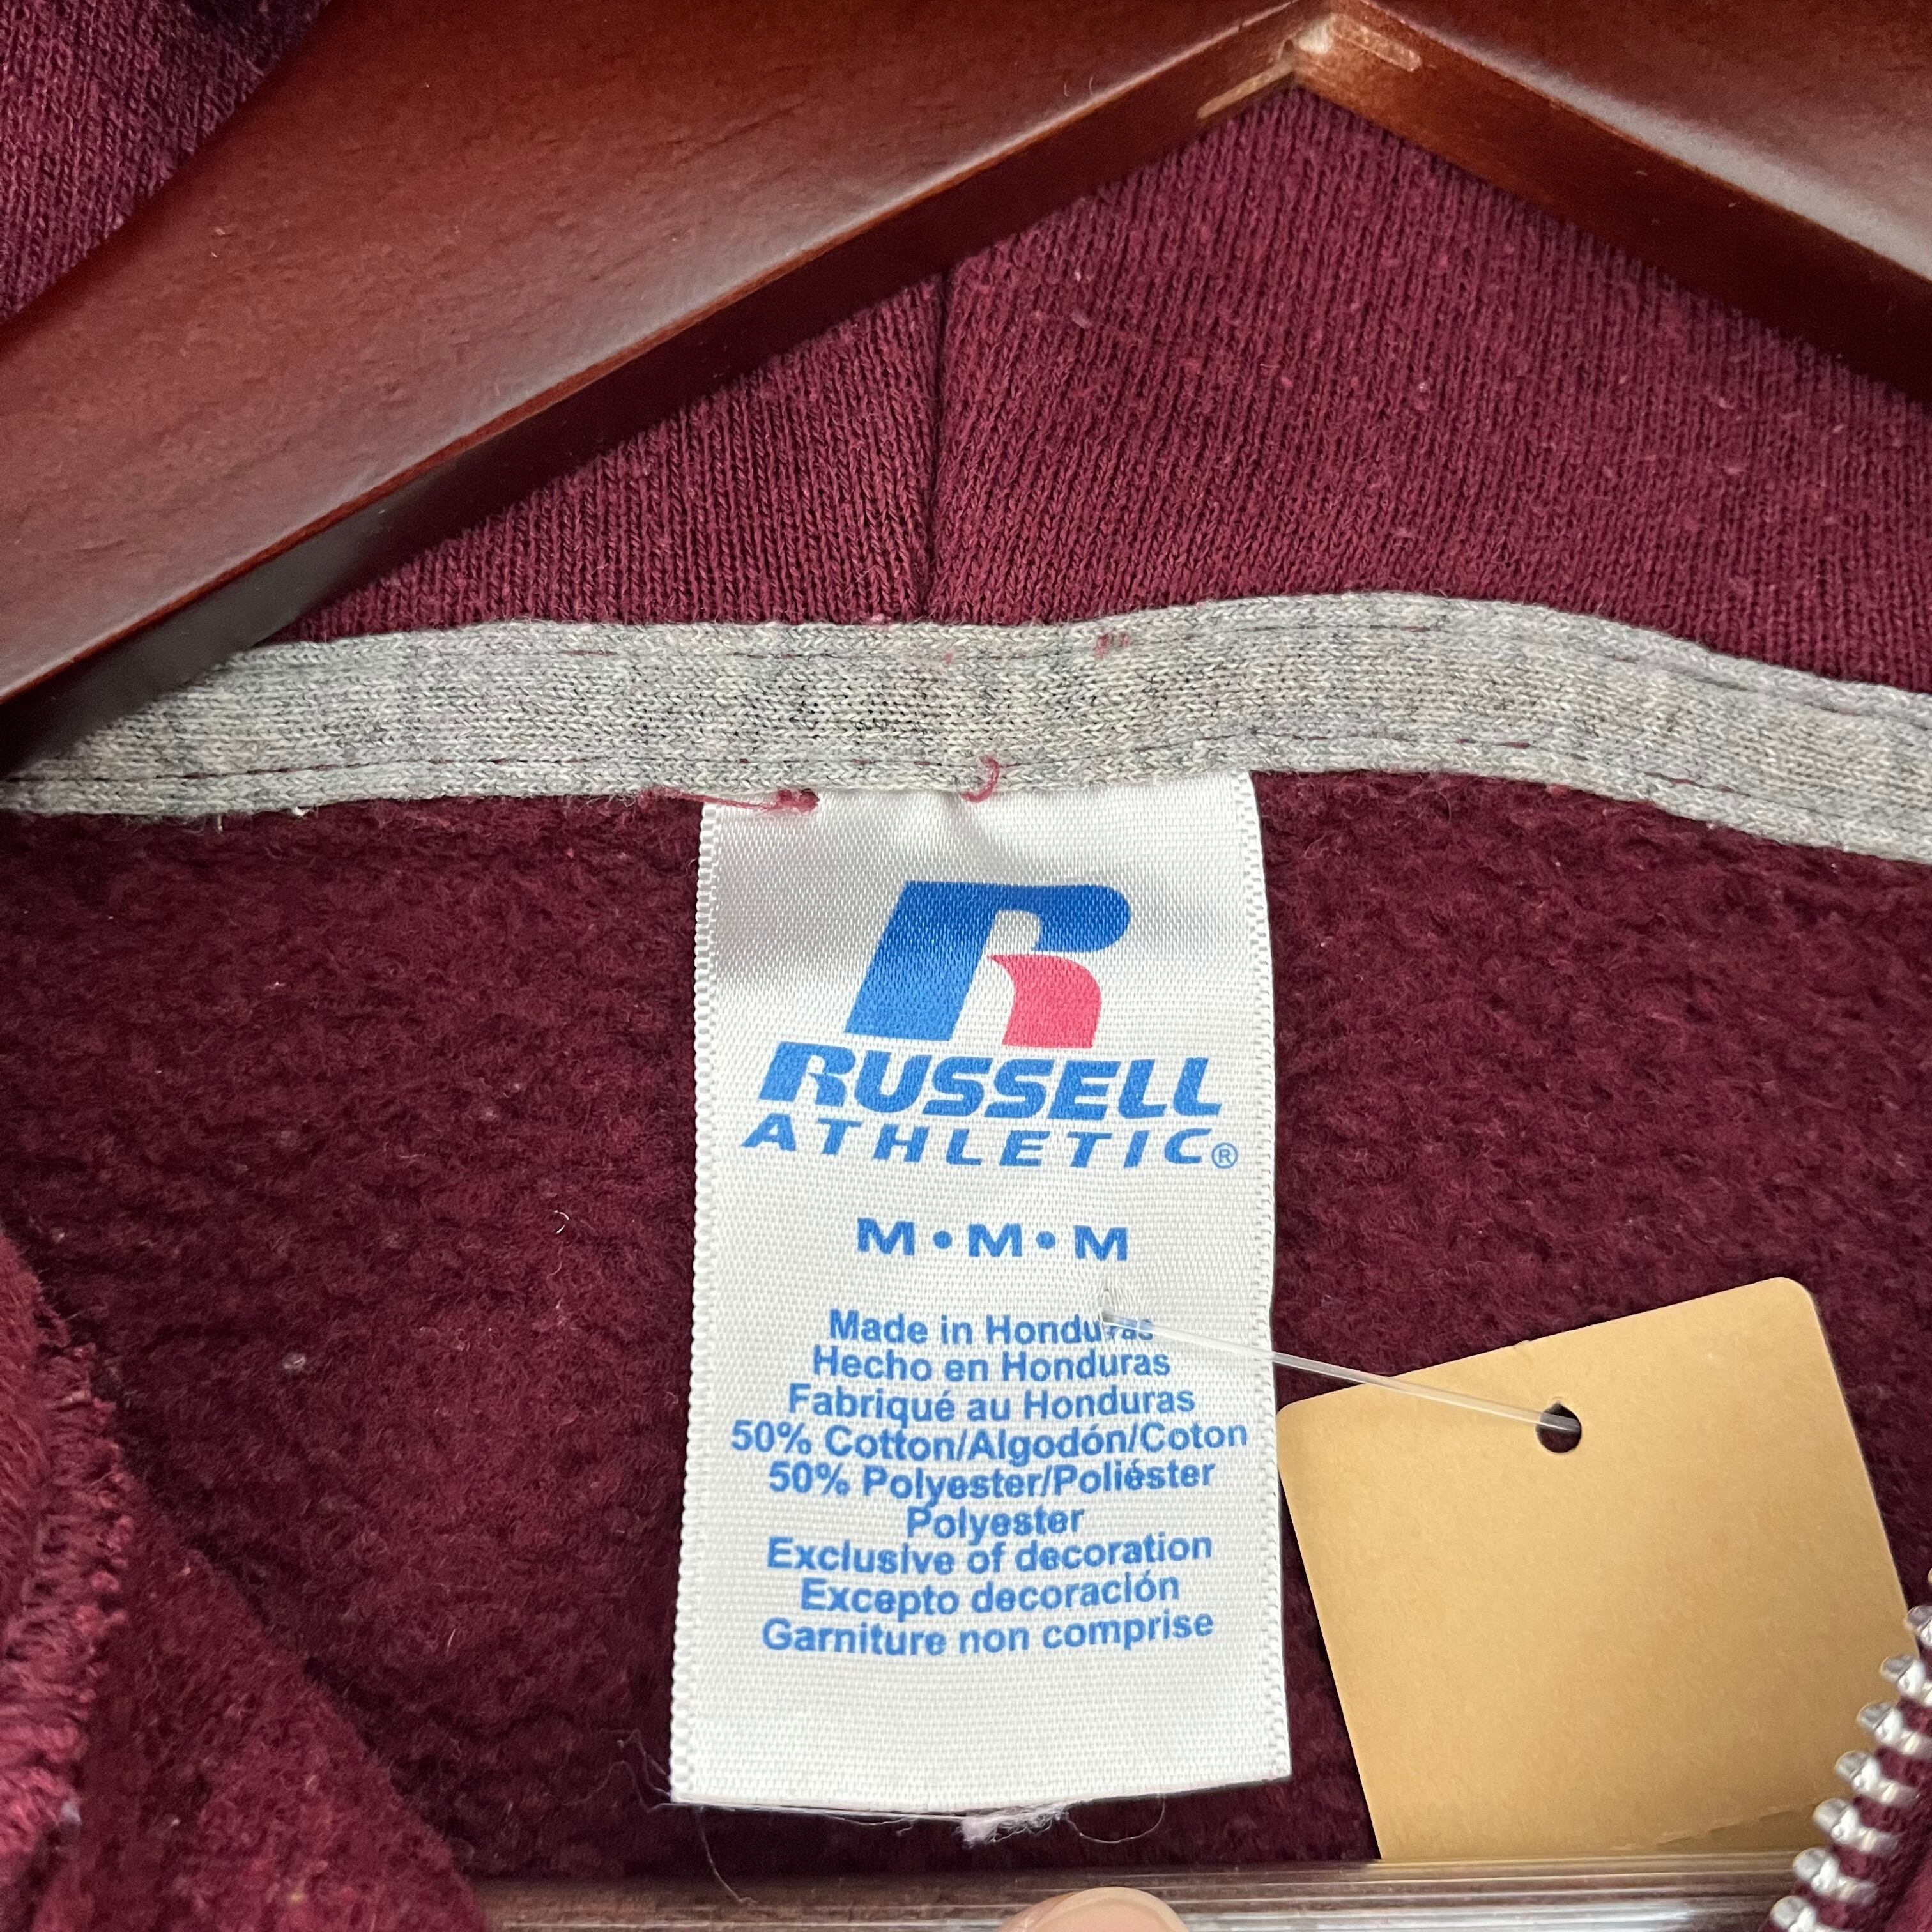 R
RUSSELL
ATHLETIC®
M•M•M
Made in Honduras
Hecho en Honduras
Fabriqué au Honduras
50% Cotton/Algodón/Coton
50% Polyester/Poliéster
Polyester
Exclusive of decoration
Excepto decoración
Garniture non comprise